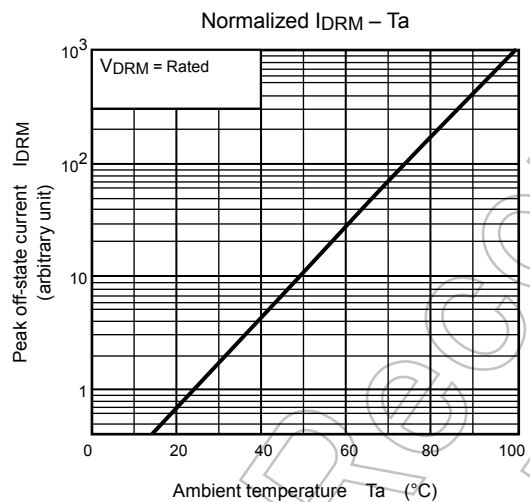 Normalized IDRM – Ta
VDRM = Rated
10³
10²
10
1
Peak off-state current IDRM
(arbitrary unit)
0 20 40 60 80 100
Ambient temperature Ta (°C)